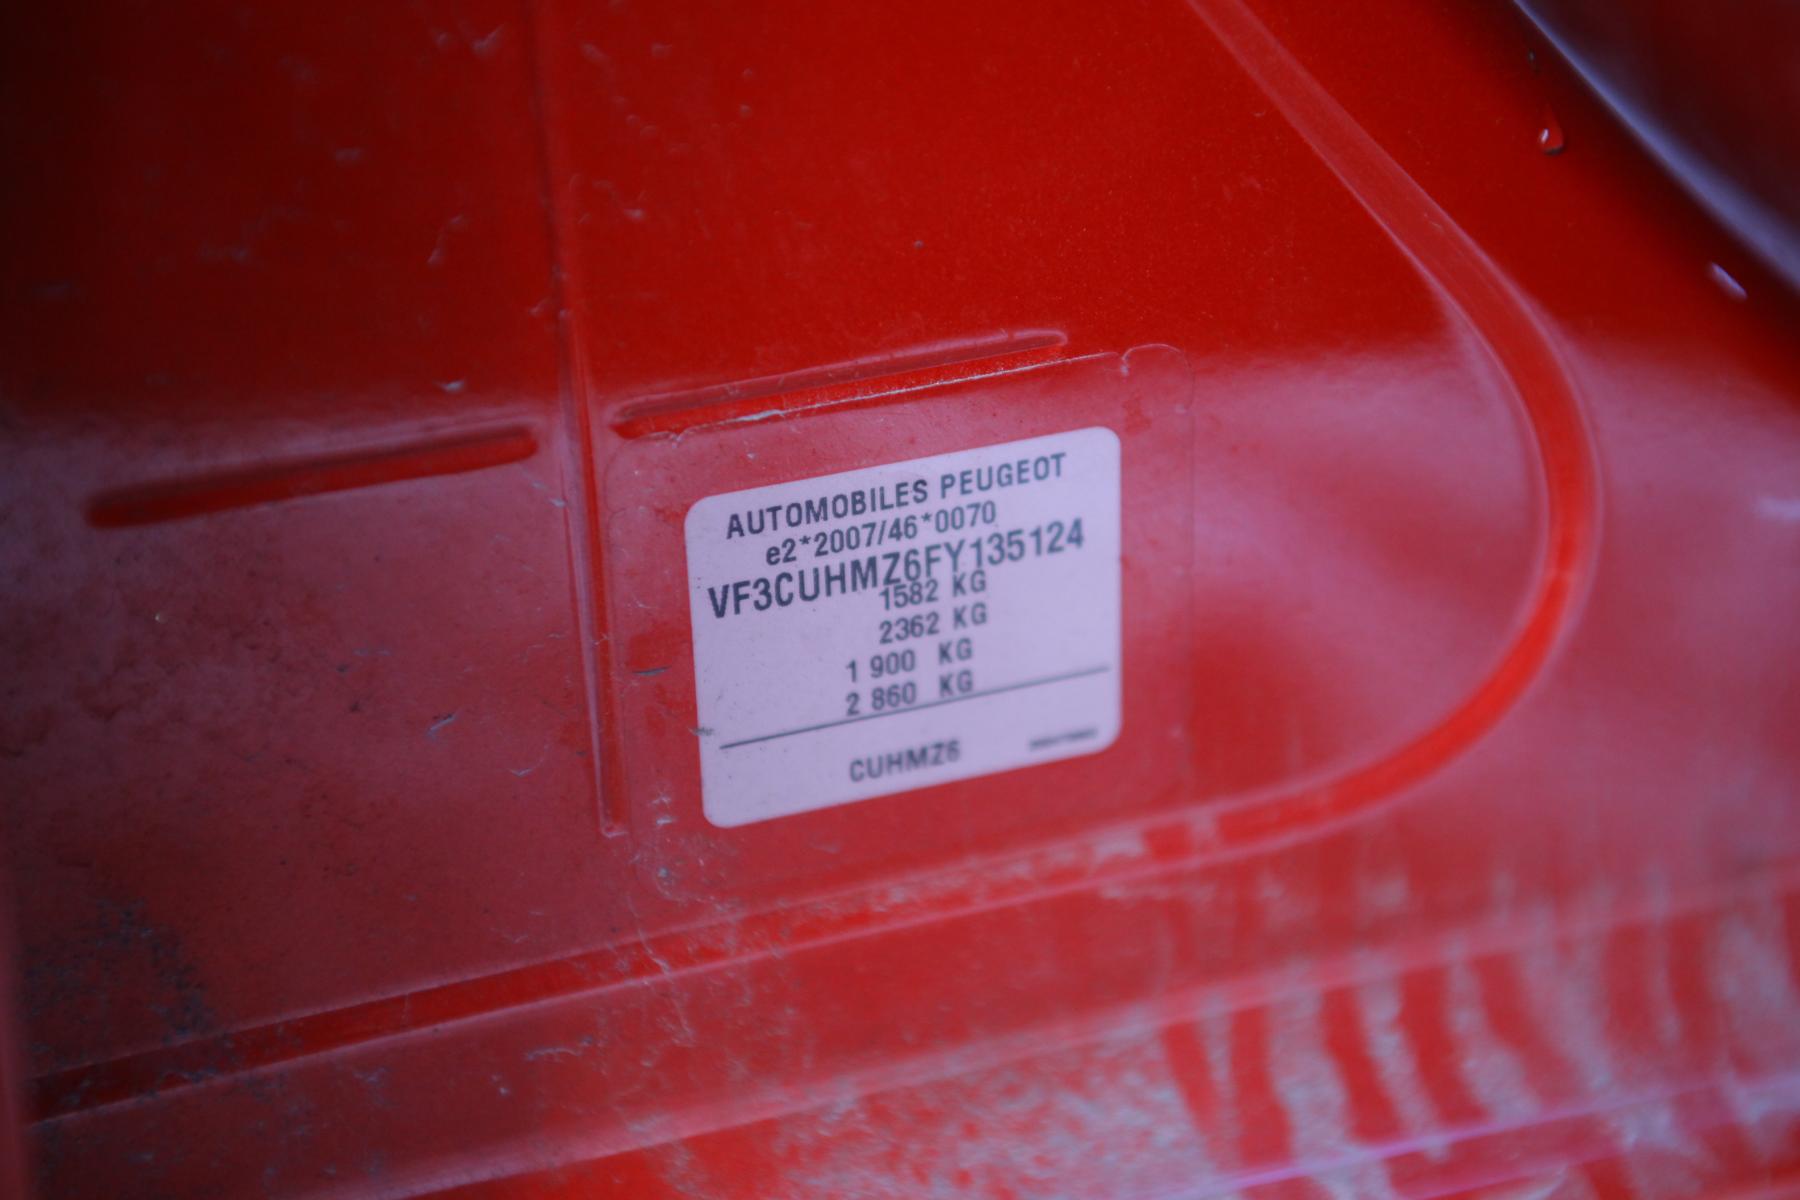 AUTOMOBILES PEUGEOT
e2*2007/46*0070
VF3CUHMZ6FY135124
1582 KG
2362 KG
1 900 KG
2 860 KG
CUHMZ6